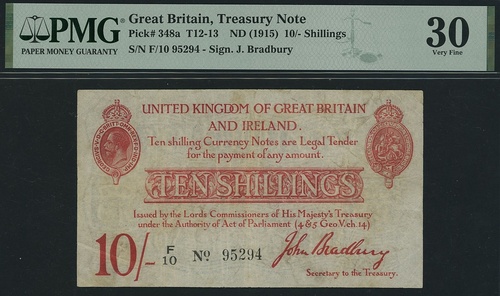 PMG
PAPER MONEY GUARANTY
Great Britain, Treasury Note
Pick# 348a T12-13 ND (1915) 10/- Shillings
S/N F/10 95294 - Sign. J. Bradbury
30
Very Fine
UNITED KINGDOM OF GREAT BRITAIN
AND IRELAND.
Ten shilling Currency Notes are Legal Tender
for the payment of any amount.
TEN SHILLINGS
Issued by the Lords Commissioners of His Majesty's Treasury
under the Authority of Act of Parliament (4 & 5 Geo.V.ch.14)
10/- F/10 No 95294
John Bradbury
Secretary to the Treasury.